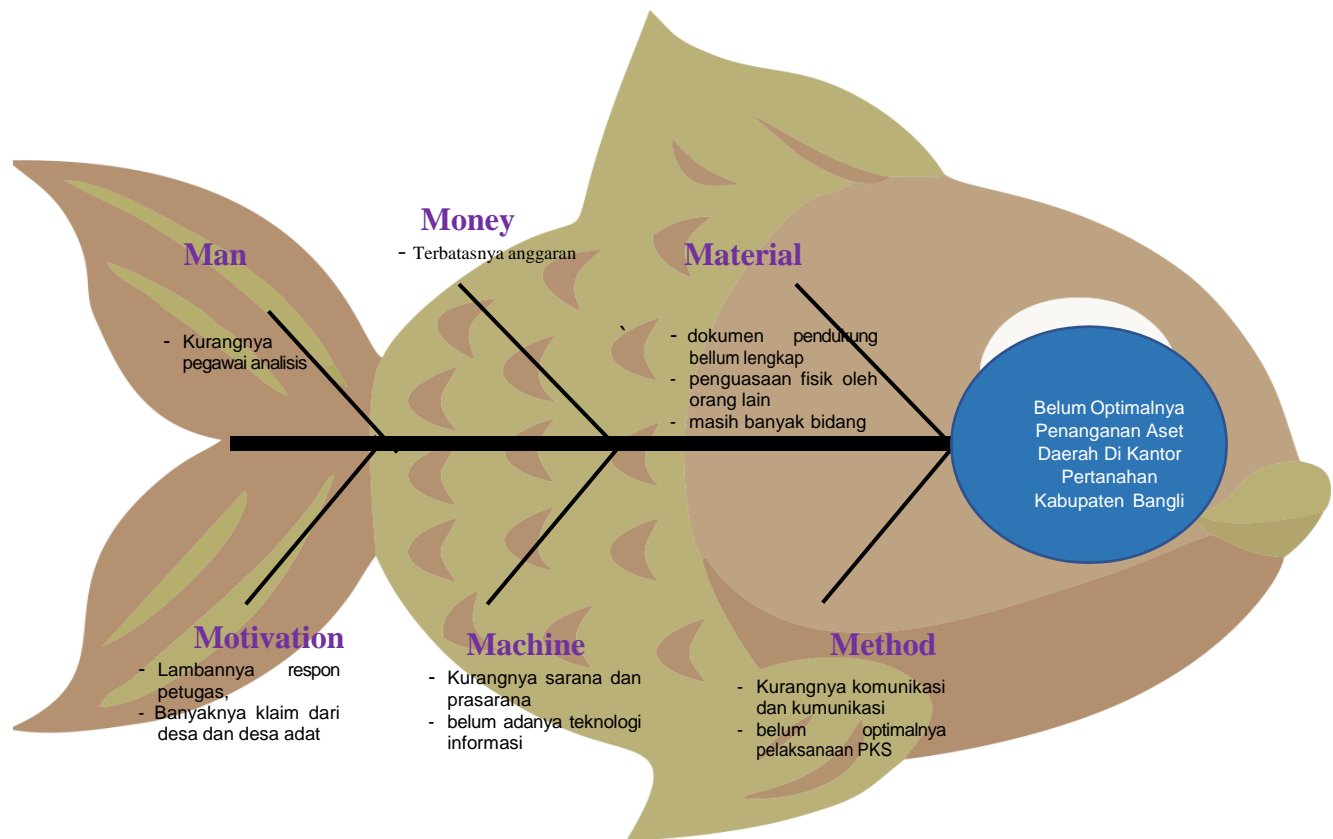 Man
- Kurangnya
pegawai analisis
Money
- Terbatasnya anggaran
Material
`
- dokumen pendukung
bellum lengkap
- penguasaan fisik oleh
orang lain
- masih banyak bidang
Belum Optimalnya
Penanganan Aset
Daerah Di Kantor
Pertanahan
Kabupaten Bangli
Motivation
- Lambannya respon
petugas,
- Banyaknya klaim dari
desa dan desa adat
Machine
- Kurangnya sarana dan
prasarana
- belum adanya teknologi
informasi
Method
- Kurangnya komunikasi
dan kumunikasi
- belum optimalnya
pelaksanaan PKS